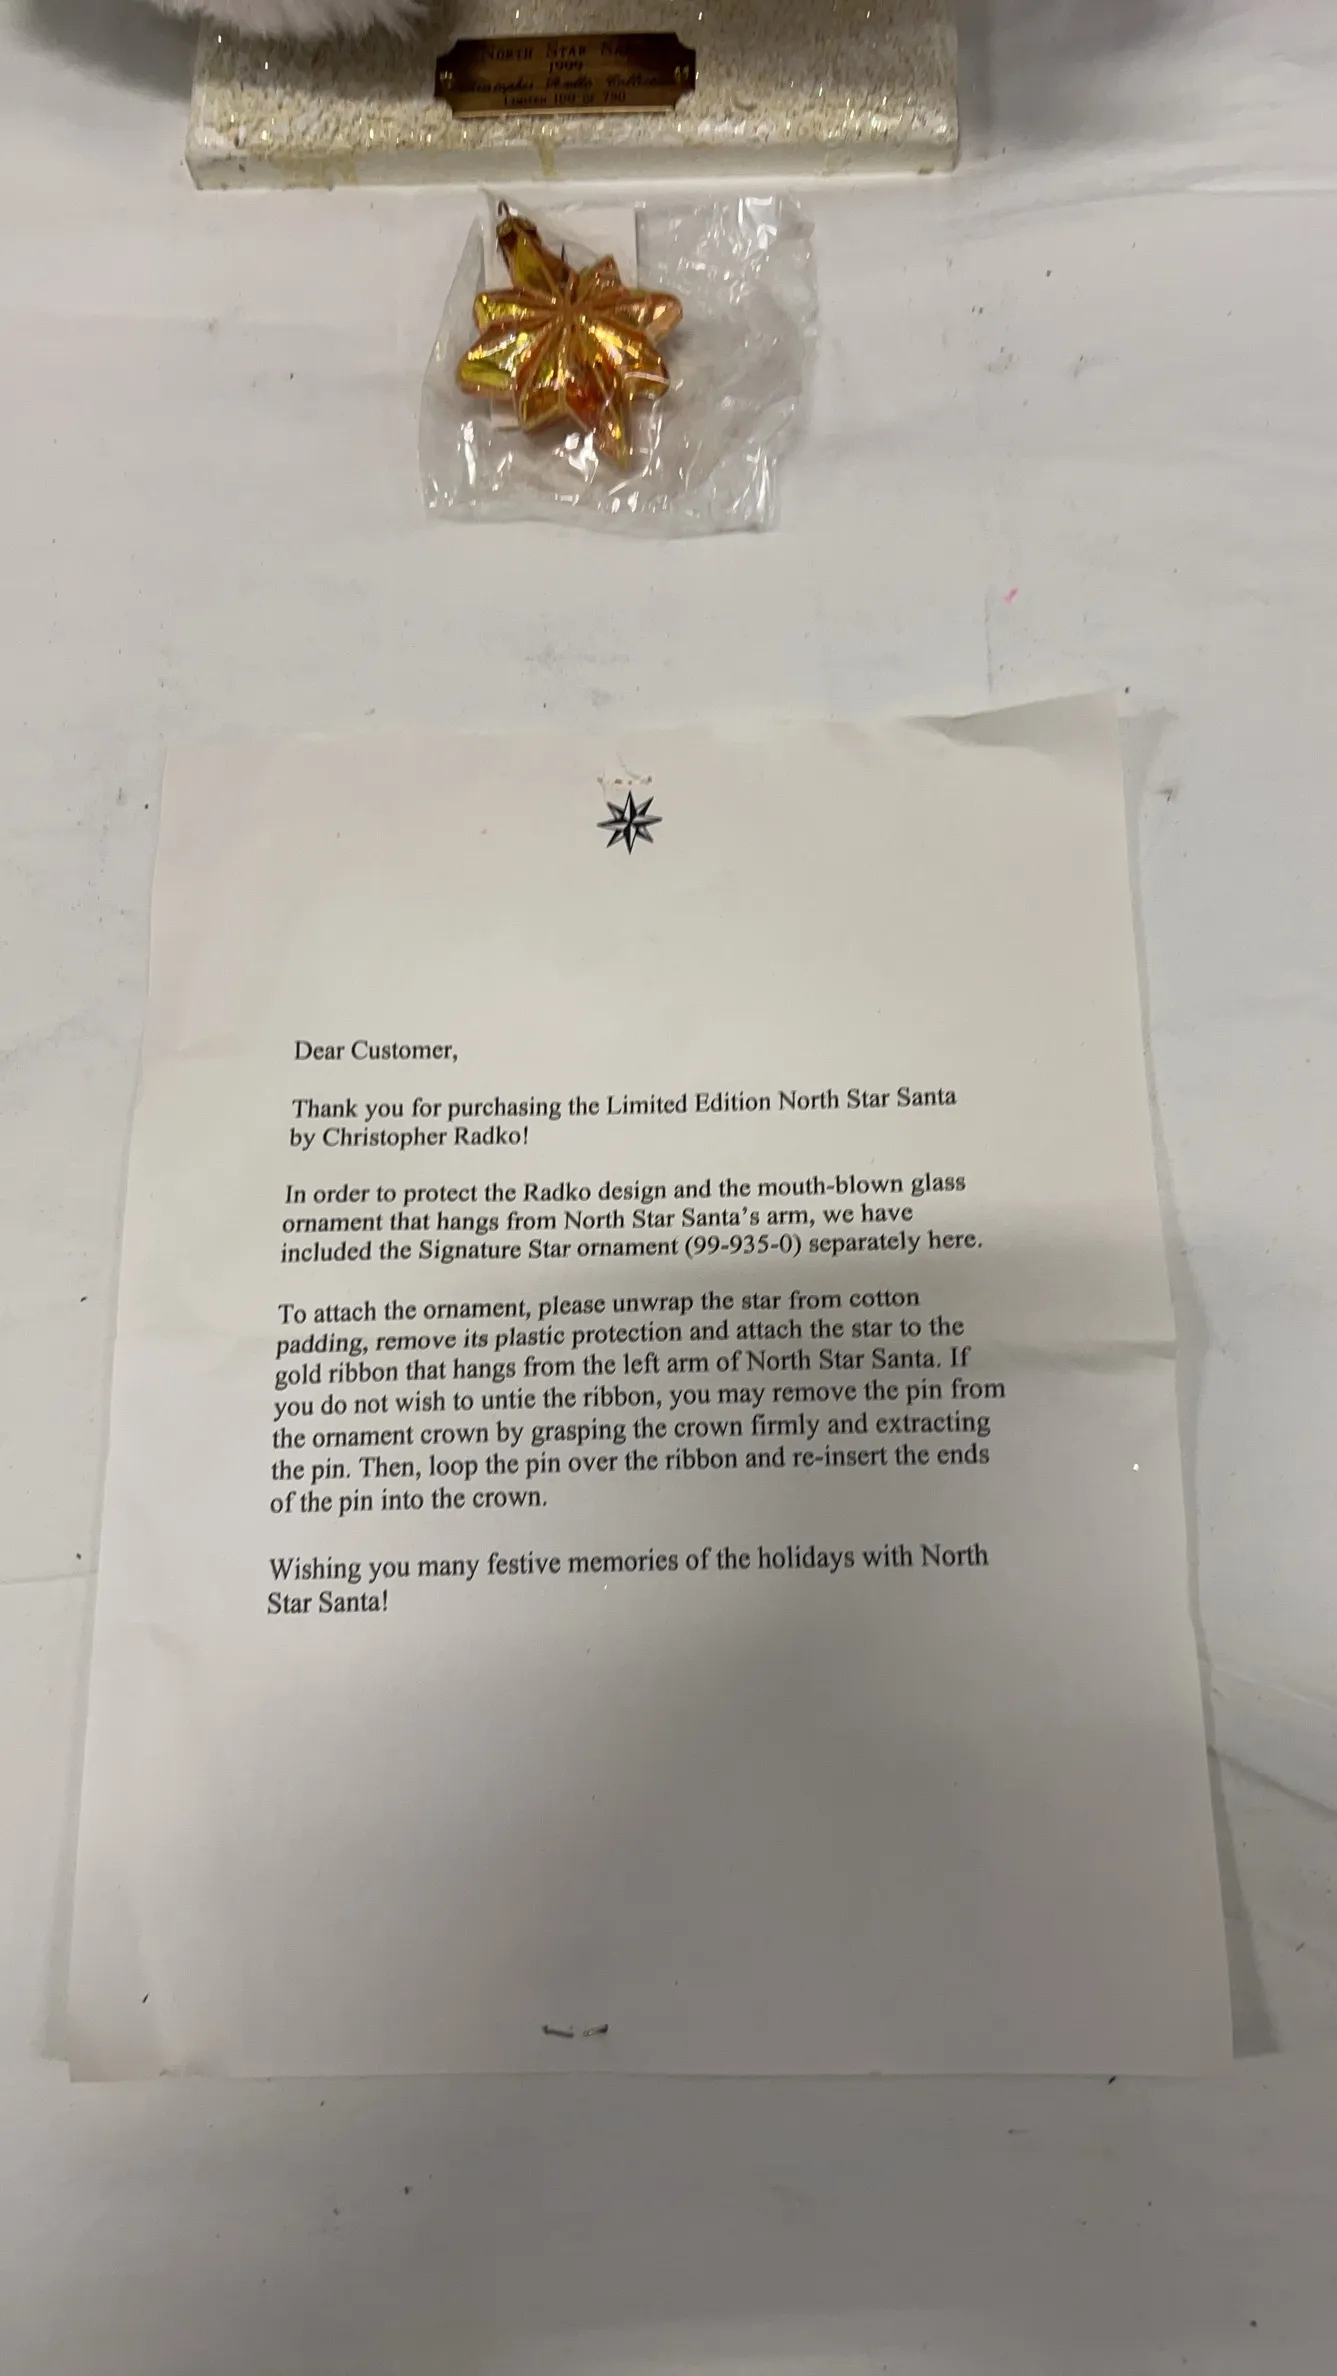 NORTH STAR
1999
LIMITED 100 OF 750
Dear Customer,
Thank you for purchasing the Limited Edition North Star Santa
by Christopher Radko!
In order to protect the Radko design and the mouth-blown glass
ornament that hangs from North Star Santa's arm, we have
included the Signature Star ornament (99-935-0) separately here.
To attach the ornament, please unwrap the star from cotton
padding, remove its plastic protection and attach the star to the
gold ribbon that hangs from the left arm of North Star Santa. If
you do not wish to untie the ribbon, you may remove the pin from
the ornament crown by grasping the crown firmly and extracting
the pin. Then, loop the pin over the ribbon and re-insert the ends
of the pin into the crown.
Wishing you many festive memories of the holidays with North
Star Santa!